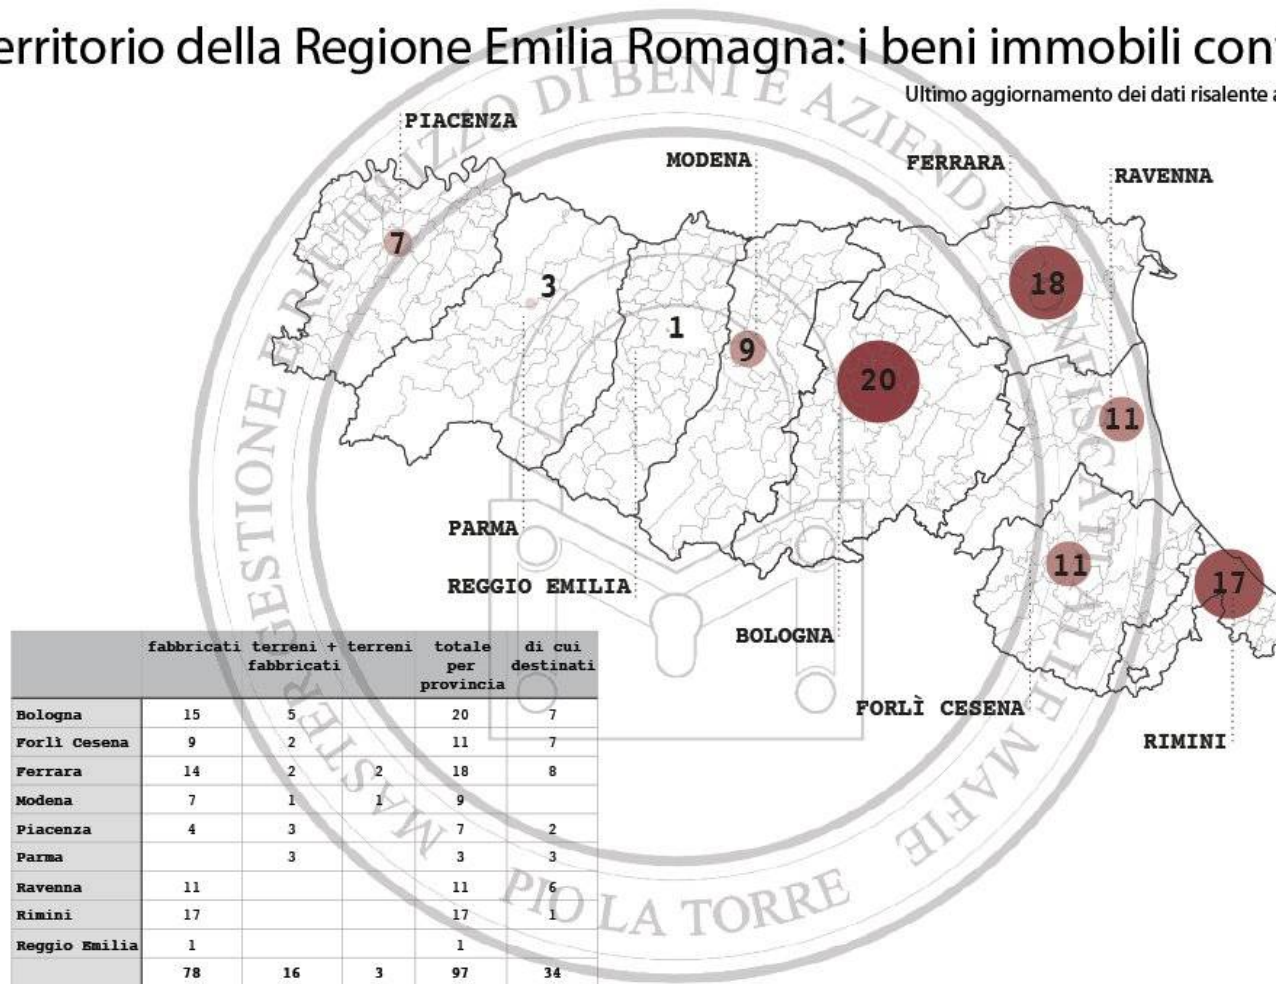 erritorio della Regione Emilia Romagna: i beni immobili con
Ultimo aggiornamento dei dati risalente a
PIACENZA
MODENA
FERRARA
RAVENNA
7
3
1
9
20
18
11
11
17
PARMA
REGGIO EMILIA
BOLOGNA
FORLÌ CESENA
RIMINI
fabbricati terreni + fabbricati terreni totale per provincia di cui destinati
Bologna 15 5 20 7
Forlì Cesena 9 2 11 7
Ferrara 14 2 2 18 8
Modena 7 1 1 9
Piacenza 4 3 7 2
Parma 3 3 3
Ravenna 11 11 6
Rimini 17 17 1
Reggio Emilia 1 1
78 16 3 97 34
MASTER GESTIONE E RIUTILIZZO DI BENI E AZIENDE CONFISCATI ALLE MAFIE
PIO LA TORRE